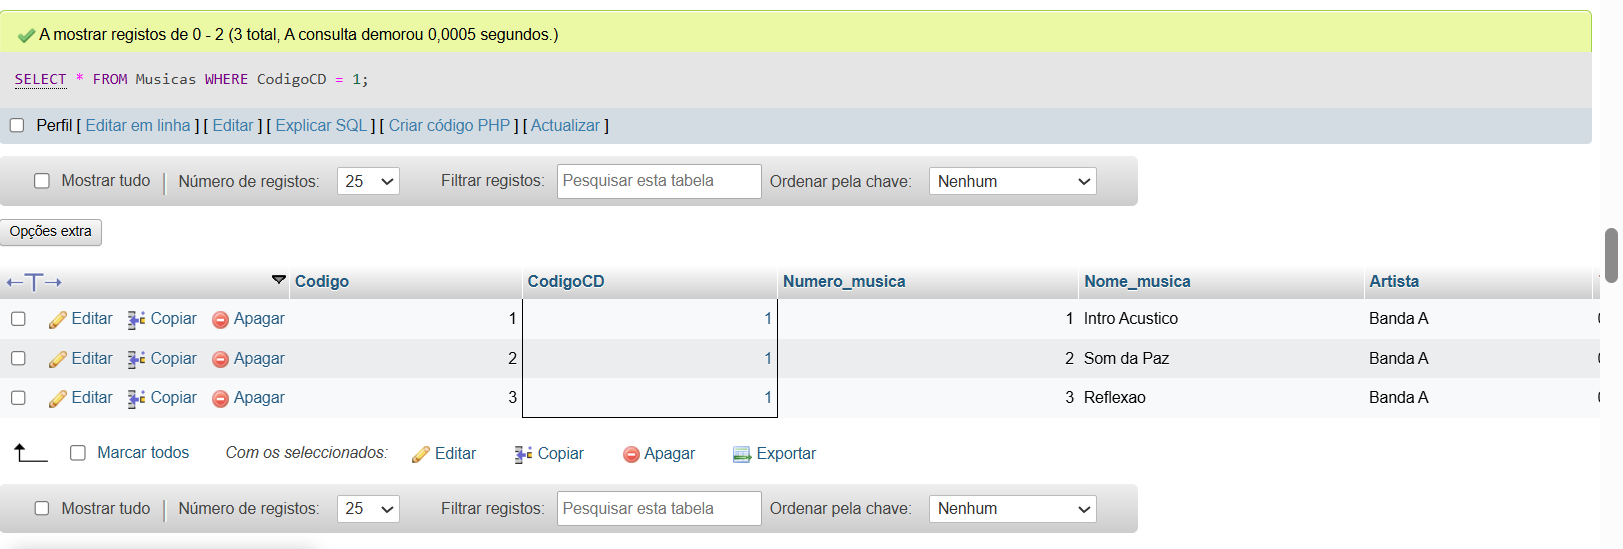 A mostrar registos de 0 - 2 (3 total, A consulta demorou 0,0005 segundos.)
SELECT * FROM Musicas WHERE CodigoCD = 1;
Perfil [ Editar em linha ] [ Editar ] [ Explicar SQL ] [ Criar código PHP ] [ Actualizar ]
Mostrar tudo | Número de registos: 25 Filtrar registos: Pesquisar esta tabela Ordenar pela chave: Nenhum
Opções extra
←T→ Codigo CodigoCD Numero_musica Nome_musica Artista
Editar Copiar Apagar 1 1 1 Intro Acustico Banda A
Editar Copiar Apagar 2 1 2 Som da Paz Banda A
Editar Copiar Apagar 3 1 3 Reflexao Banda A
Marcar todos Com os seleccionados: Editar Copiar Apagar Exportar
Mostrar tudo | Número de registos: 25 Filtrar registos: Pesquisar esta tabela Ordenar pela chave: Nenhum